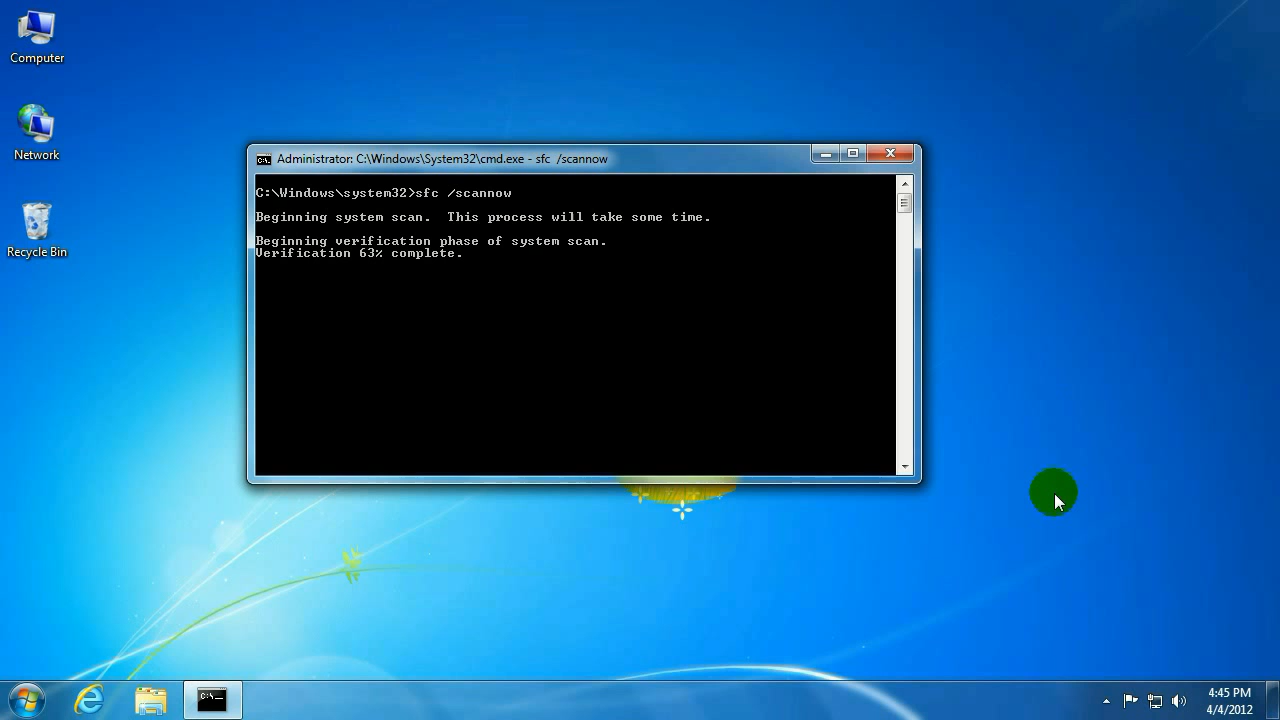 Computer
Network
Recycle Bin
Administrator: C:\Windows\System32\cmd.exe - sfc  /scannow
C:\Windows\system32>sfc /scannow
Beginning system scan.  This process will take some time.
Beginning verification phase of system scan.
Verification 63% complete.
4:45 PM
4/4/2012